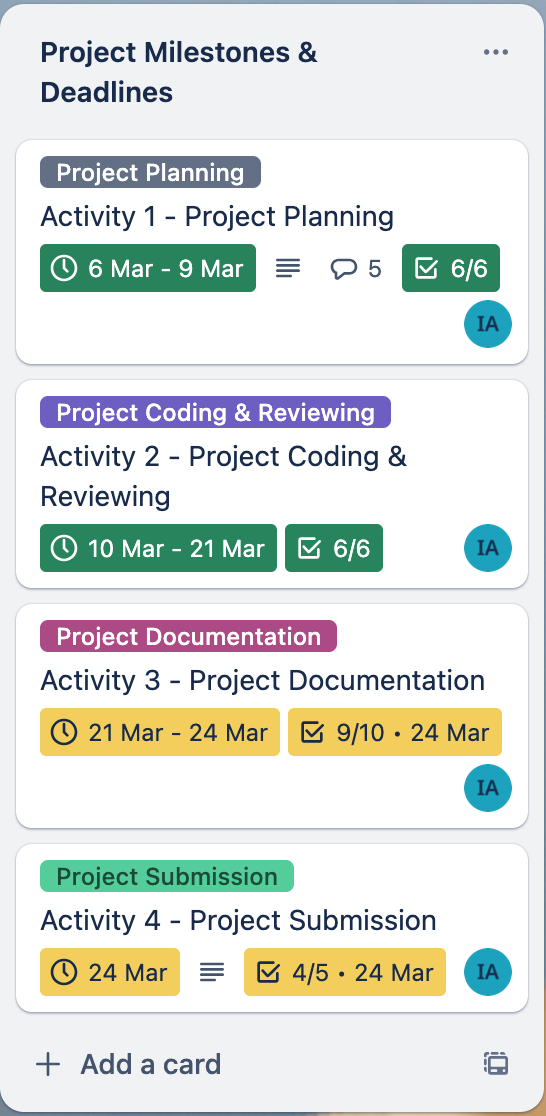 Project Milestones &
Deadlines
Project Planning
Activity 1 - Project Planning
6 Mar - 9 Mar
5
6/6
IA
Project Coding & Reviewing
Activity 2 - Project Coding &
Reviewing
10 Mar - 21 Mar
6/6
IA
Project Documentation
Activity 3 - Project Documentation
21 Mar - 24 Mar
9/10 • 24 Mar
IA
Project Submission
Activity 4 - Project Submission
24 Mar
4/5 • 24 Mar
IA
Add a card